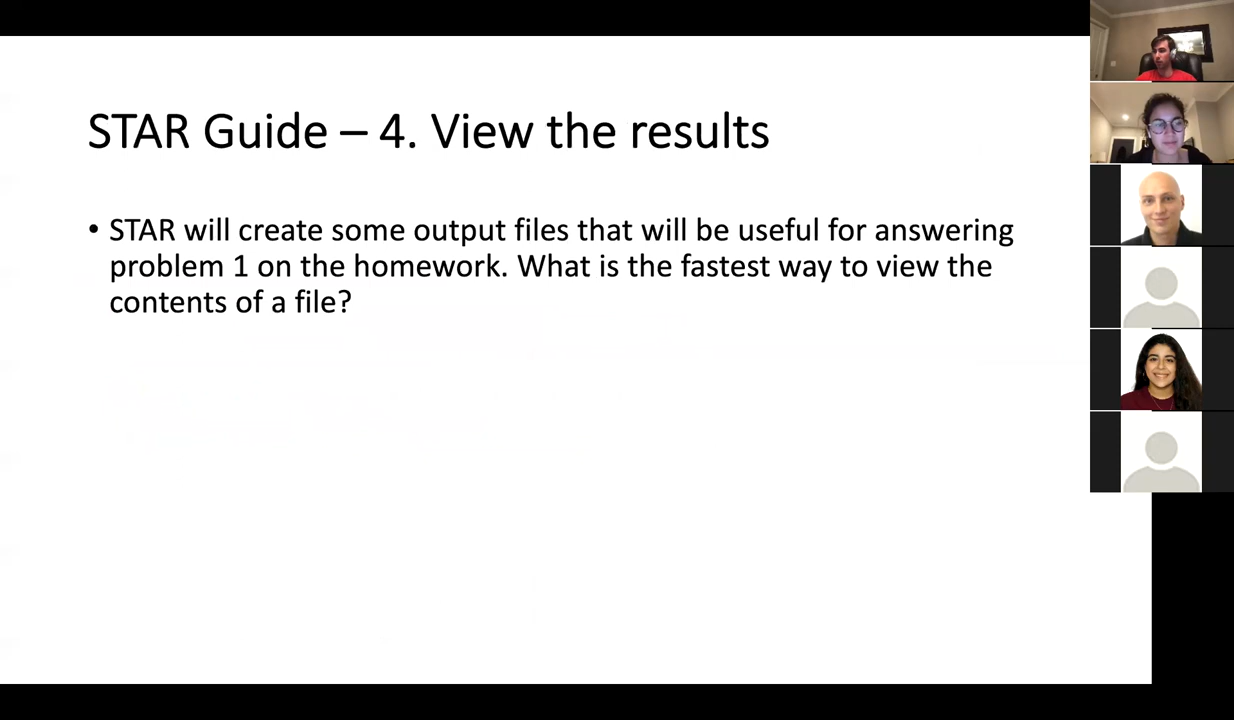 STAR Guide – 4. View the results
• STAR will create some output files that will be useful for answering
problem 1 on the homework. What is the fastest way to view the
contents of a file?